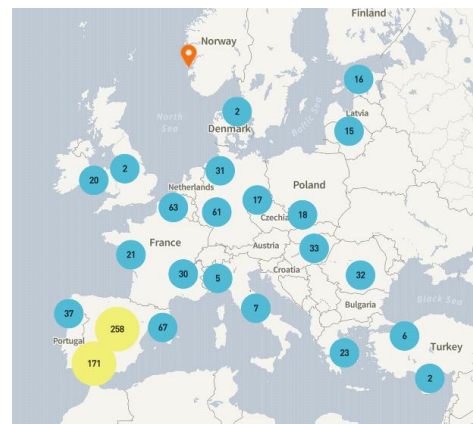 Finland
Norway
16
2
North
Sea
Baltic Sea
Denmark
Latvia
15
2
20
31
Netherlands
Poland
63
61
17
Czechia
18
France
21
Austria
33
30
5
Croatia
32
7
Bulgaria
Black Sea
37
258
67
Portugal
171
6
Turkey
23
2